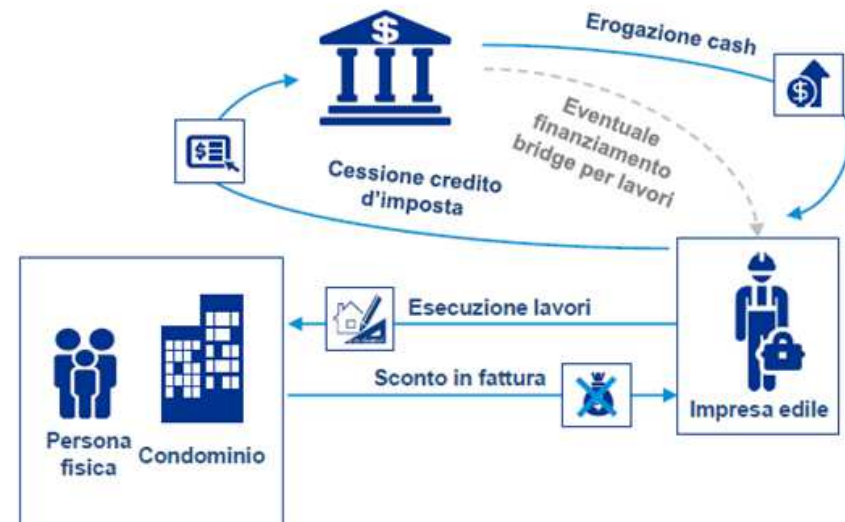 Erogazione cash
Eventuale
finanziamento
bridge per lavori
Cessione credito
d'imposta
Esecuzione lavori
Sconto in fattura
Impresa edile
Persona
fisica
Condominio